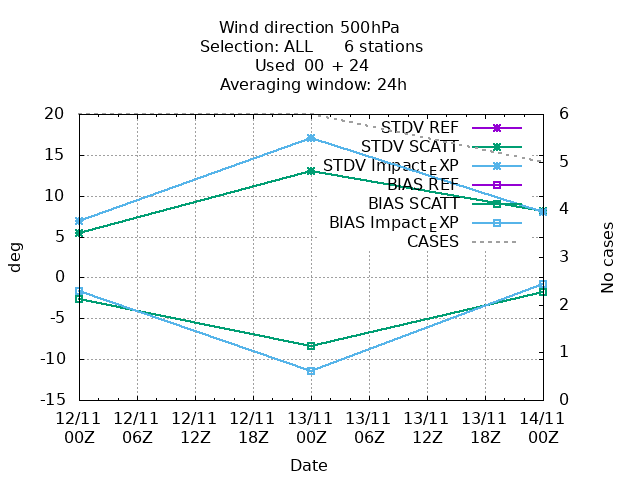 Wind direction 500hPa
Selection: ALL      6 stations
Used  00 + 24
Averaging window: 24h
20
15
10
5
0
-5
-10
-15
deg
6
5
4
3
2
1
0
No cases
STDV REF
STDV SCATT
STDV Impact_EXP
BIAS REF
BIAS SCATT
BIAS Impact_EXP
CASES
12/11 12/11 12/11 12/11 13/11 13/11 13/11 13/11 14/11
00Z 06Z 12Z 18Z 00Z 06Z 12Z 18Z 00Z
Date